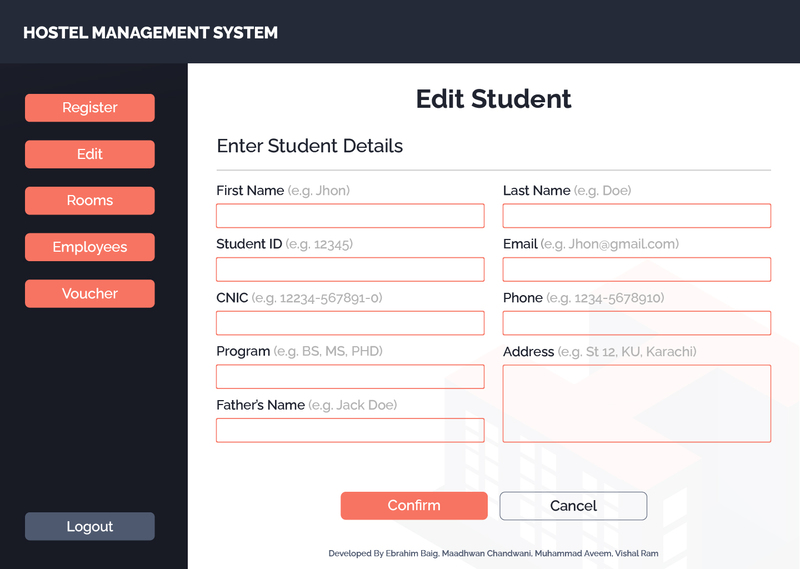 HOSTEL MANAGEMENT SYSTEM
Register
Edit
Rooms
Employees
Voucher
Logout
Edit Student
Enter Student Details
First Name (e.g. Jhon)
Last Name (e.g. Doe)
Student ID (e.g. 12345)
Email (e.g. Jhon@gmail.com)
CNIC (e.g. 12234-567891-0)
Phone (e.g. 1234-5678910)
Program (e.g. BS, MS, PHD)
Address (e.g. St 12, KU, Karachi)
Father's Name (e.g. Jack Doe)
Confirm
Cancel
Developed By Ebrahim Baig, Maadhwan Chandwani, Muhammad Aveem, Vishal Ram